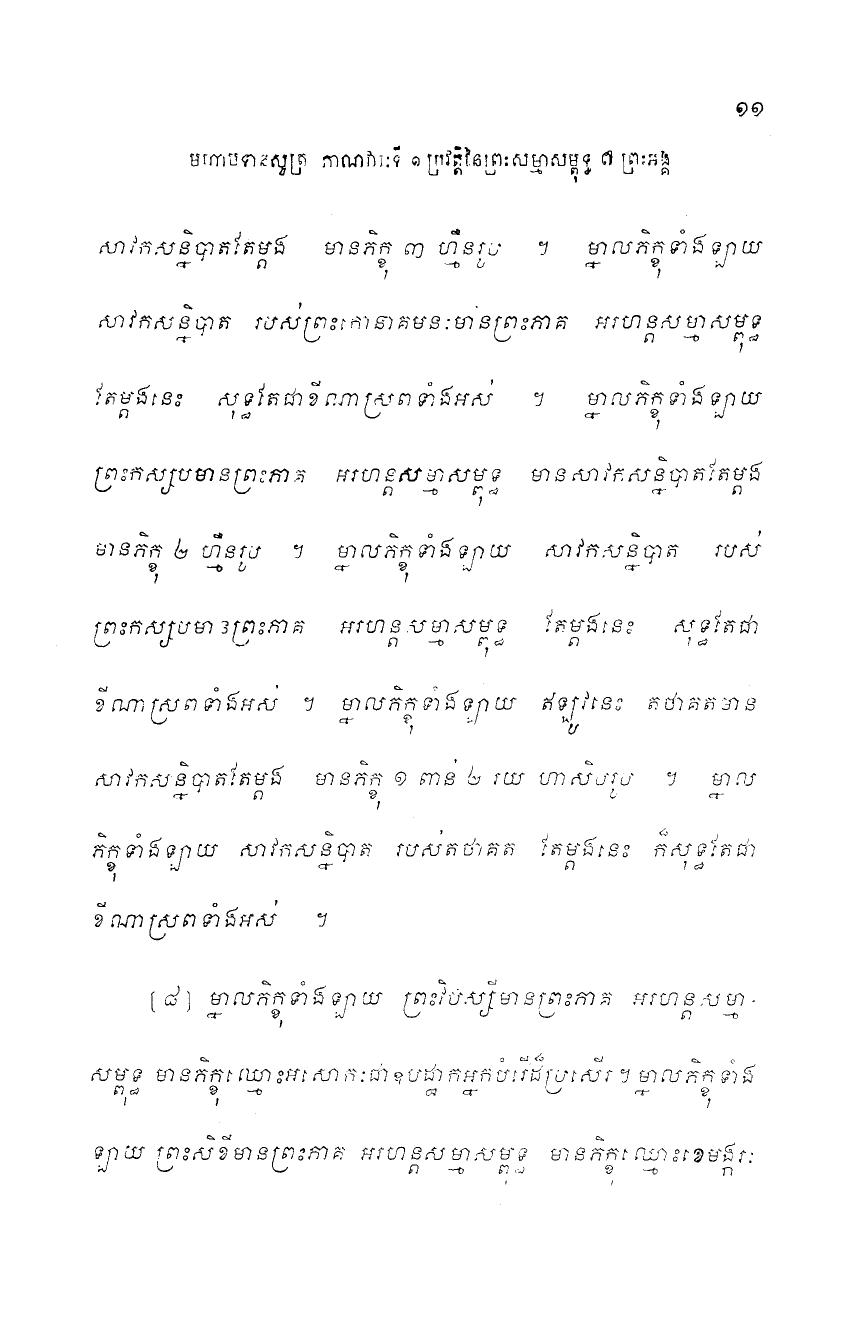 ១១
មហាបទានសូត្រ ភាណវារៈទី ១ ប្រវត្តិនៃព្រះសម្មាសម្ពុទ្ធ ៧ ព្រះអង្គ
សាវកសន្និបាតតែម្តង មានភិក្ខុ ៣ ហ្មឺនរូប ។ ម្នាលភិក្ខុទាំងឡាយ
សាវកសន្និបាត របស់ព្រះកោនាគមនៈមានព្រះភាគ អរហន្តសម្មាសម្ពុទ្ធ
តែម្តងនេះ សុទ្ធតែជាខីណាស្រពទាំងអស់ ។ ម្នាលភិក្ខុទាំងឡាយ
ព្រះកស្សបមានព្រះភាគ អរហន្តសម្មាសម្ពុទ្ធ មានសាវកសន្និបាតតែម្តង
មានភិក្ខុ ២ ហ្មឺនរូប ។ ម្នាលភិក្ខុទាំងឡាយ សាវកសន្និបាត របស់
ព្រះកស្សបមានព្រះភាគ អរហន្តសម្មាសម្ពុទ្ធ តែម្តងនេះ សុទ្ធតែជា
ខីណាស្រពទាំងអស់ ។ ម្នាលភិក្ខុទាំងឡាយ ឥឡូវនេះ តថាគតមាន
សាវកសន្និបាតតែម្តង មានភិក្ខុ ១ ពាន់ ២ រយ ហាសិបរូប ។ ម្នាល
ភិក្ខុទាំងឡាយ សាវកសន្និបាត របស់តថាគត តែម្តងនេះ ក៏សុទ្ធតែជា
ខីណាស្រពទាំងអស់ ។
[៨] ម្នាលភិក្ខុទាំងឡាយ ព្រះវិបស្សីមានព្រះភាគ អរហន្តសម្មា-
សម្ពុទ្ធ មានភិក្ខុឈ្មោះអសោកៈជាឧបដ្ឋាកអ្នកបំរើដ៏ប្រសើរ។ ម្នាលភិក្ខុទាំង
ឡាយ ព្រះសិខីមានព្រះភាគ អរហន្តសម្មាសម្ពុទ្ធ មានភិក្ខុឈ្មោះខេមង្ករៈ